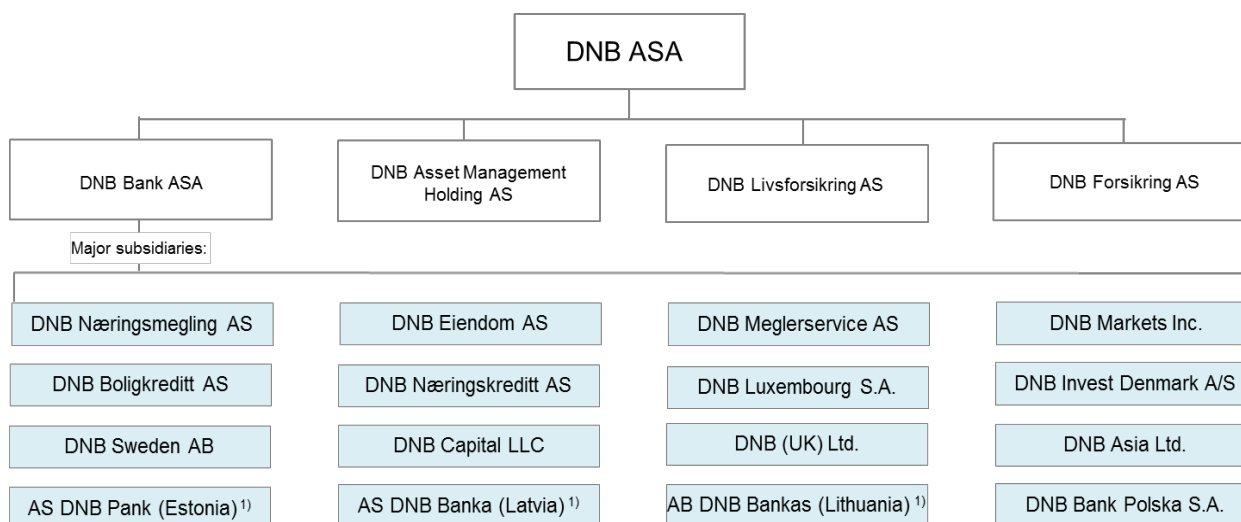 DNB ASA
DNB Bank ASA
DNB Asset Management
Holding AS
DNB Livsforsikring AS
DNB Forsikring AS
Major subsidiaries:
DNB Næringsmegling AS
DNB Eiendom AS
DNB Meglerservice AS
DNB Markets Inc.
DNB Boligkreditt AS
DNB Næringskreditt AS
DNB Luxembourg S.A.
DNB Invest Denmark A/S
DNB Sweden AB
DNB Capital LLC
DNB (UK) Ltd.
DNB Asia Ltd.
AS DNB Pank (Estonia) 1)
AS DNB Banka (Latvia) 1)
AB DNB Bankas (Lithuania) 1)
DNB Bank Polska S.A.